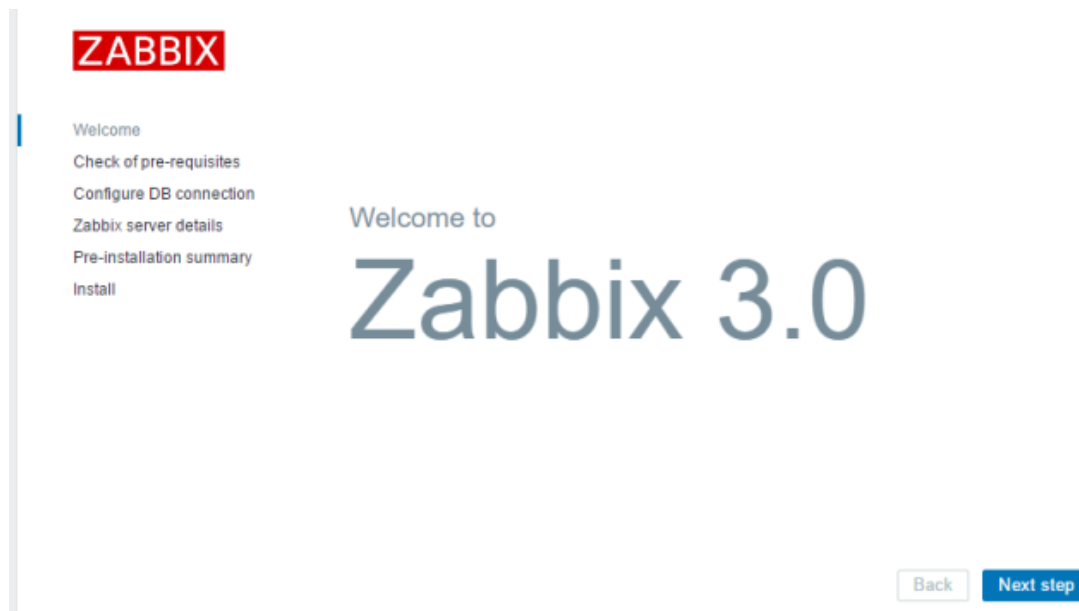 ZABBIX
Welcome
Check of pre-requisites
Configure DB connection
Zabbix server details
Pre-installation summary
Install
Welcome to
Zabbix 3.0
Back
Next step